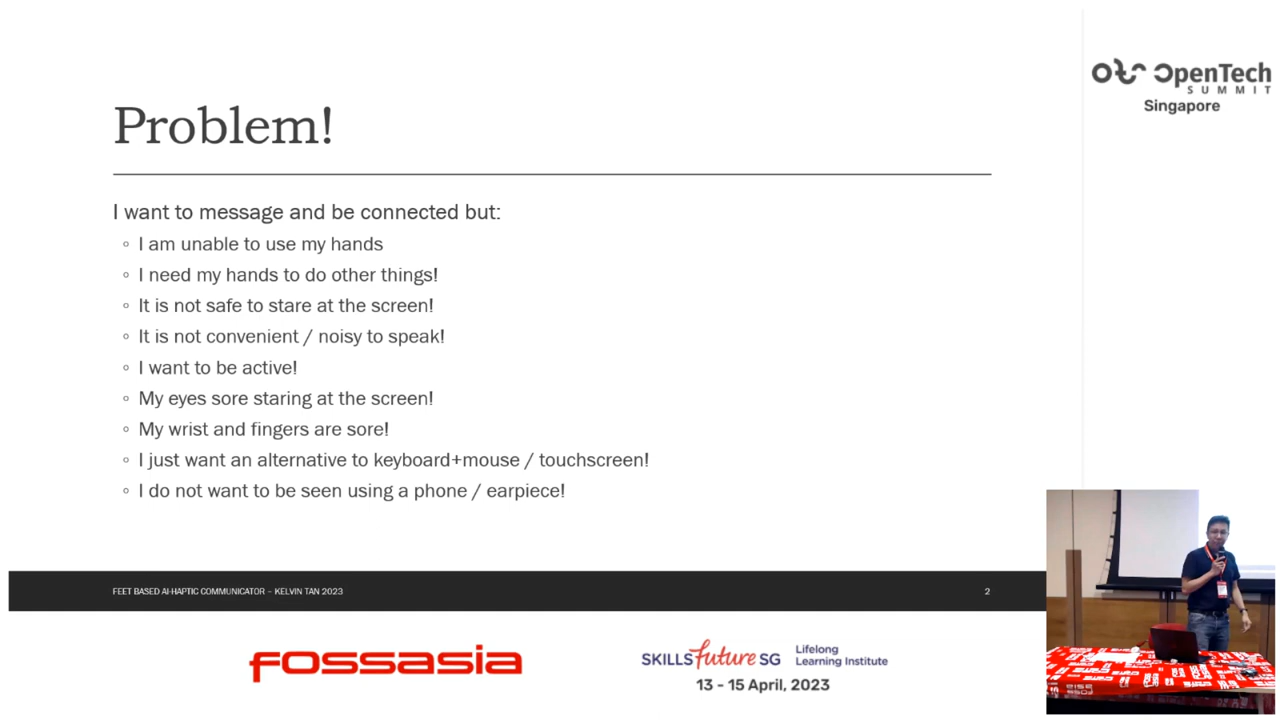 OpenTech
SUMMIT
Singapore
Problem!
I want to message and be connected but:
◦ I am unable to use my hands
◦ I need my hands to do other things!
◦ It is not safe to stare at the screen!
◦ It is not convenient / noisy to speak!
◦ I want to be active!
◦ My eyes sore staring at the screen!
◦ My wrist and fingers are sore!
◦ I just want an alternative to keyboard+mouse / touchscreen!
◦ I do not want to be seen using a phone / earpiece!
FEET BASED AI-HAPTIC COMMUNICATOR – KELVIN TAN 2023
2
fossasia
SKILLSfuture SG
Lifelong
Learning Institute
13 - 15 April, 2023